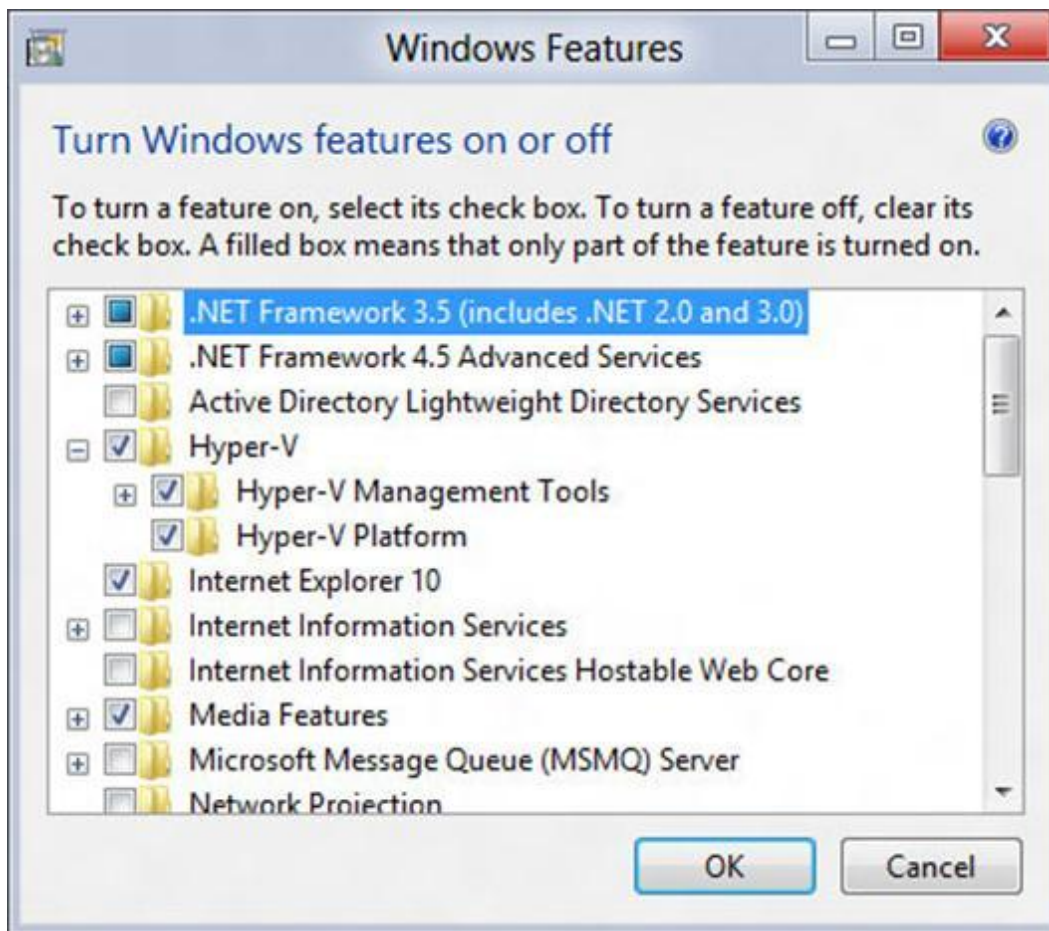 Windows Features
Turn Windows features on or off
To turn a feature on, select its check box. To turn a feature off, clear its
check box. A filled box means that only part of the feature is turned on.
.NET Framework 3.5 (includes .NET 2.0 and 3.0)
.NET Framework 4.5 Advanced Services
Active Directory Lightweight Directory Services
Hyper-V
Hyper-V Management Tools
Hyper-V Platform
Internet Explorer 10
Internet Information Services
Internet Information Services Hostable Web Core
Media Features
Microsoft Message Queue (MSMQ) Server
Network Projection
OK
Cancel